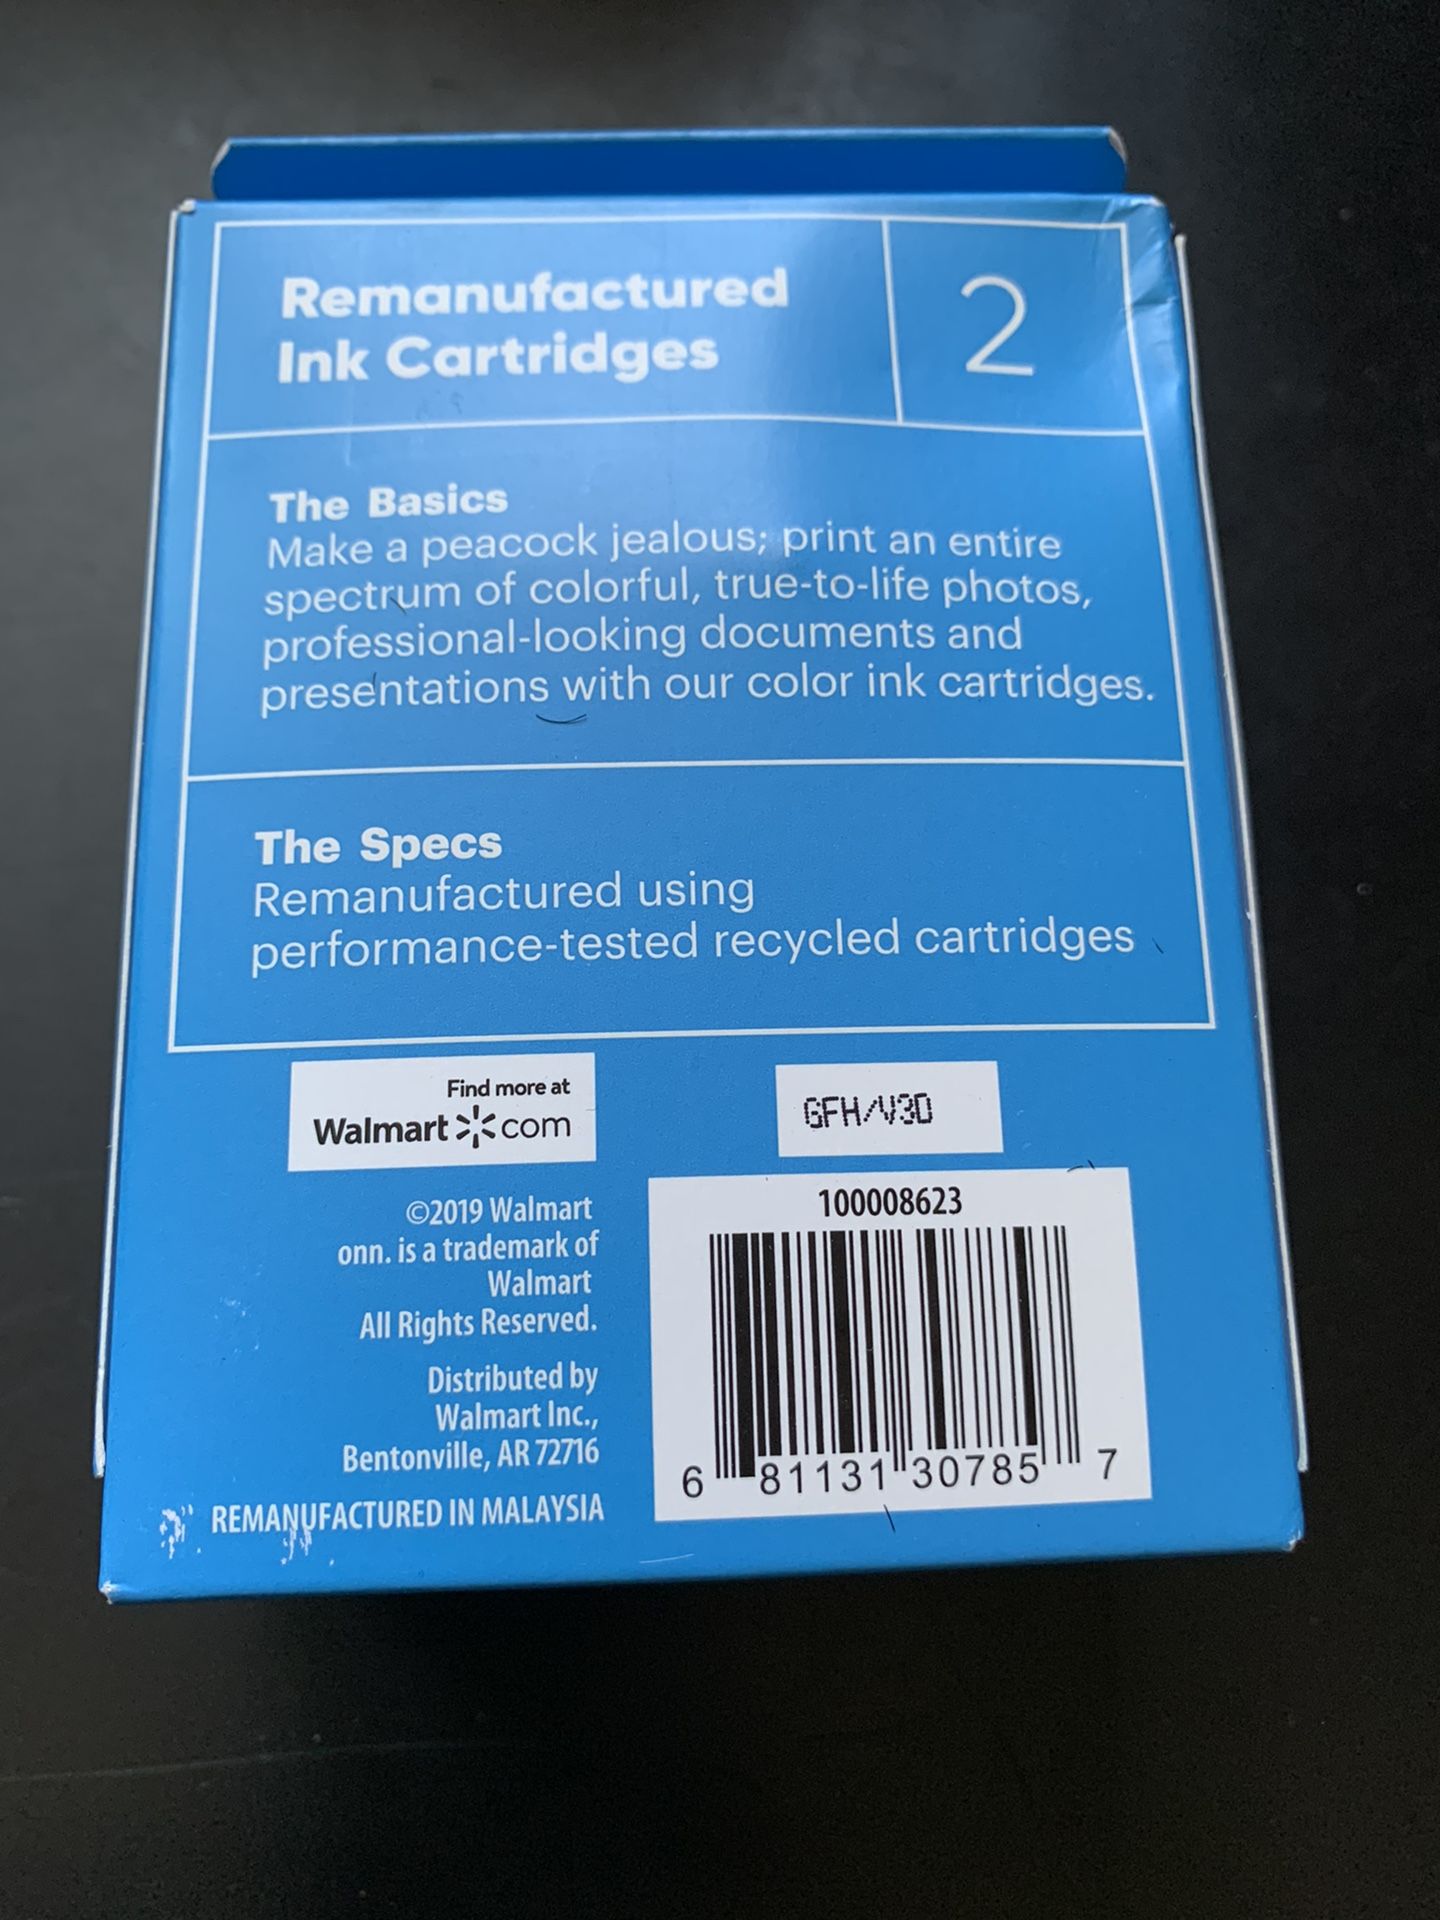 Remanufactured
Ink Cartridges
2
The Basics
Make a peacock jealous; print an entire
spectrum of colorful, true-to-life photos,
professional-looking documents and
presentations with our color ink cartridges.
The Specs
Remanufactured using
performance-tested recycled cartridges
Find more at
Walmart com
GFH/V3D
©2019 Walmart
onn. is a trademark of
Walmart
All Rights Reserved.
Distributed by
Walmart Inc.,
Bentonville, AR 72716
REMANUFACTURED IN MALAYSIA
100008623
6 81131 30785 7